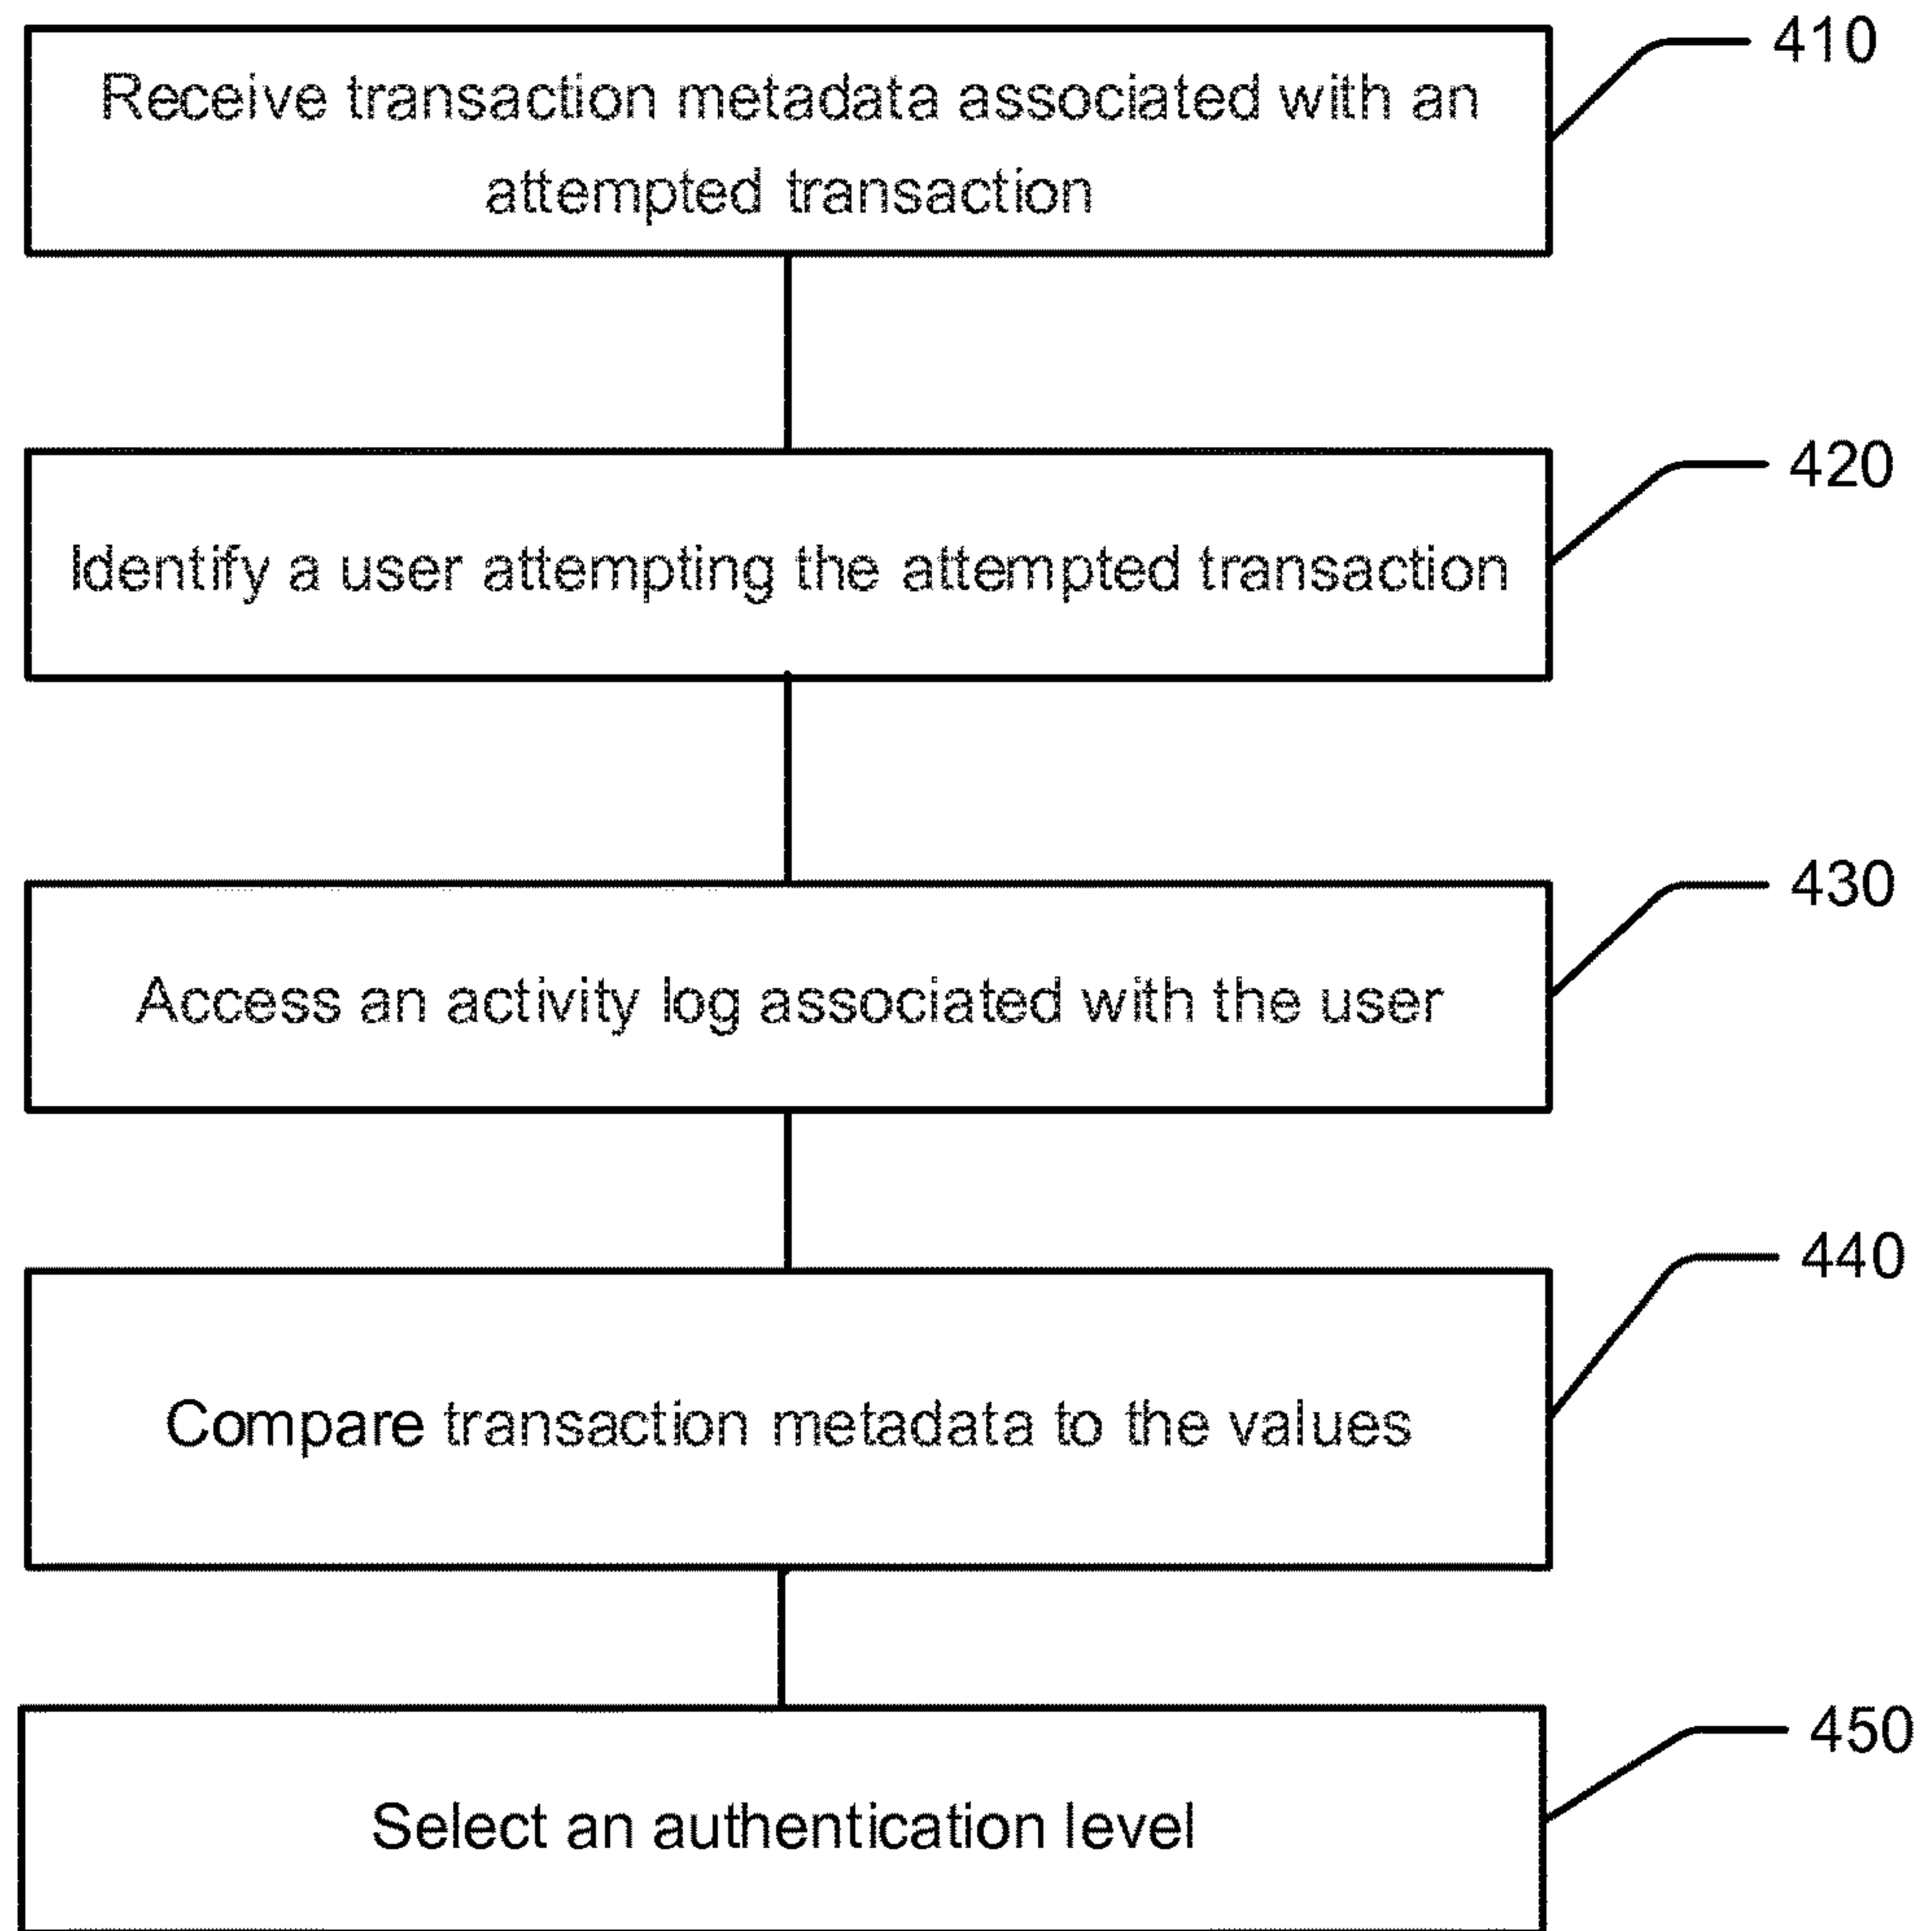 410
Receive transaction metadata associated with an
attempted transaction
420
Identify a user attempting the attempted transaction
430
Access an activity log associated with the user
440
Compare transaction metadata to the values
450
Select an authentication level